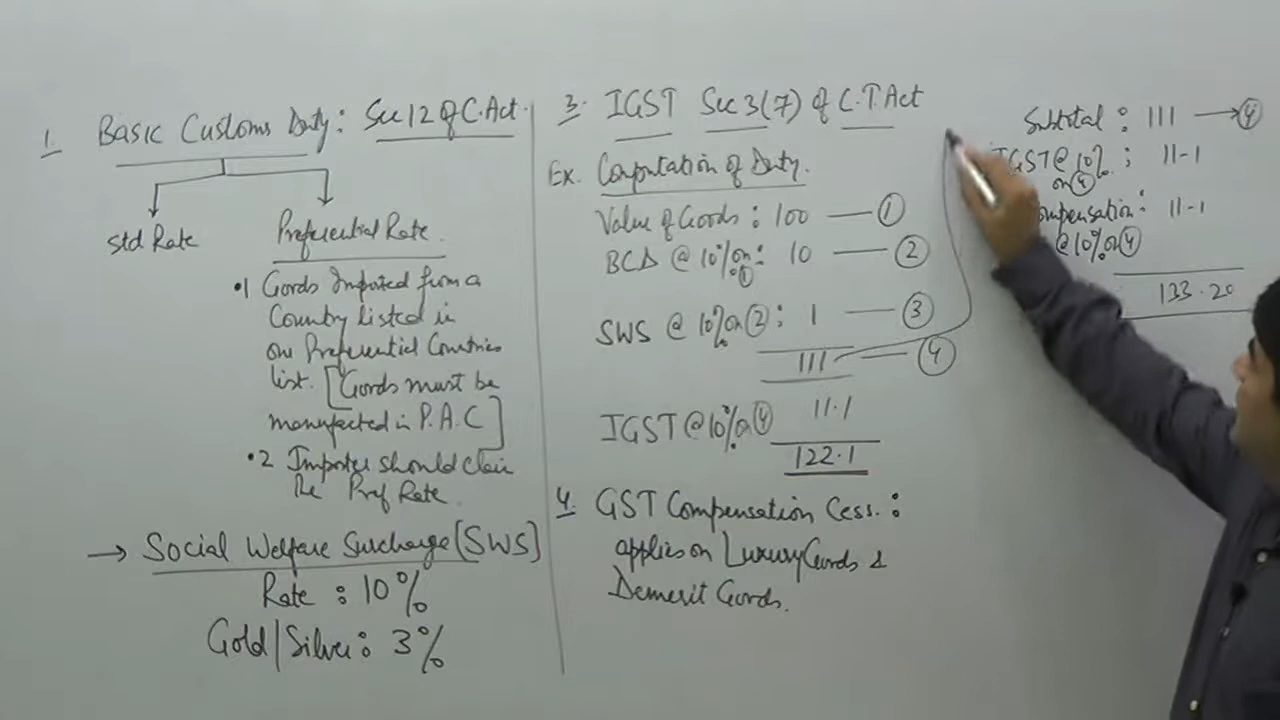 1. Basic Customs Duty: Sec 12 of C. Act.
Std Rate
Preferential Rate.
•1 Goods Imported from a
Country listed in
our Preferential Countries
list. [Goods must be
manufacted in P.A.C]
•2 Importer should claim
the Pref Rate.
→ Social Welfare Surcharge (SWS)
Rate : 10%
Gold/Silver: 3%
3. IGST Sec 3(7) of C.T Act
Ex. Computation of Duty.
Value of Goods : 100 — ①
BCD @ 10% on ① : 10 — ②
SWS @ 10% on ② : 1 — ③
111 — ④
IGST @ 10% on ④ 11.1
122.1
4. GST Compensation Cess. :
applies on Luxury Goods &
Demerit Goods.
Subtotal : 111 → ④
IGST @ 10% : 11-1
on ④
ompensation : 11-1
@ 10% on ④
133.20